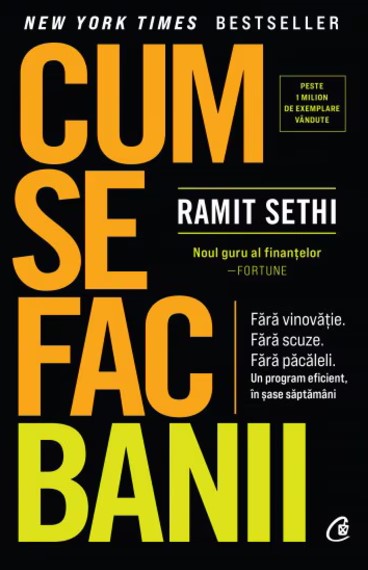 NEW YORK TIMES BESTSELLER
CUM
PESTE
1 MILION
DE EXEMPLARE
VÂNDUTE
SE
RAMIT SETHI
Noul guru al finanțelor
—FORTUNE
FAC
Fără vinovăție.
Fără scuze.
Fără păcăleli.
Un program eficient,
în șase săptămâni
BANII